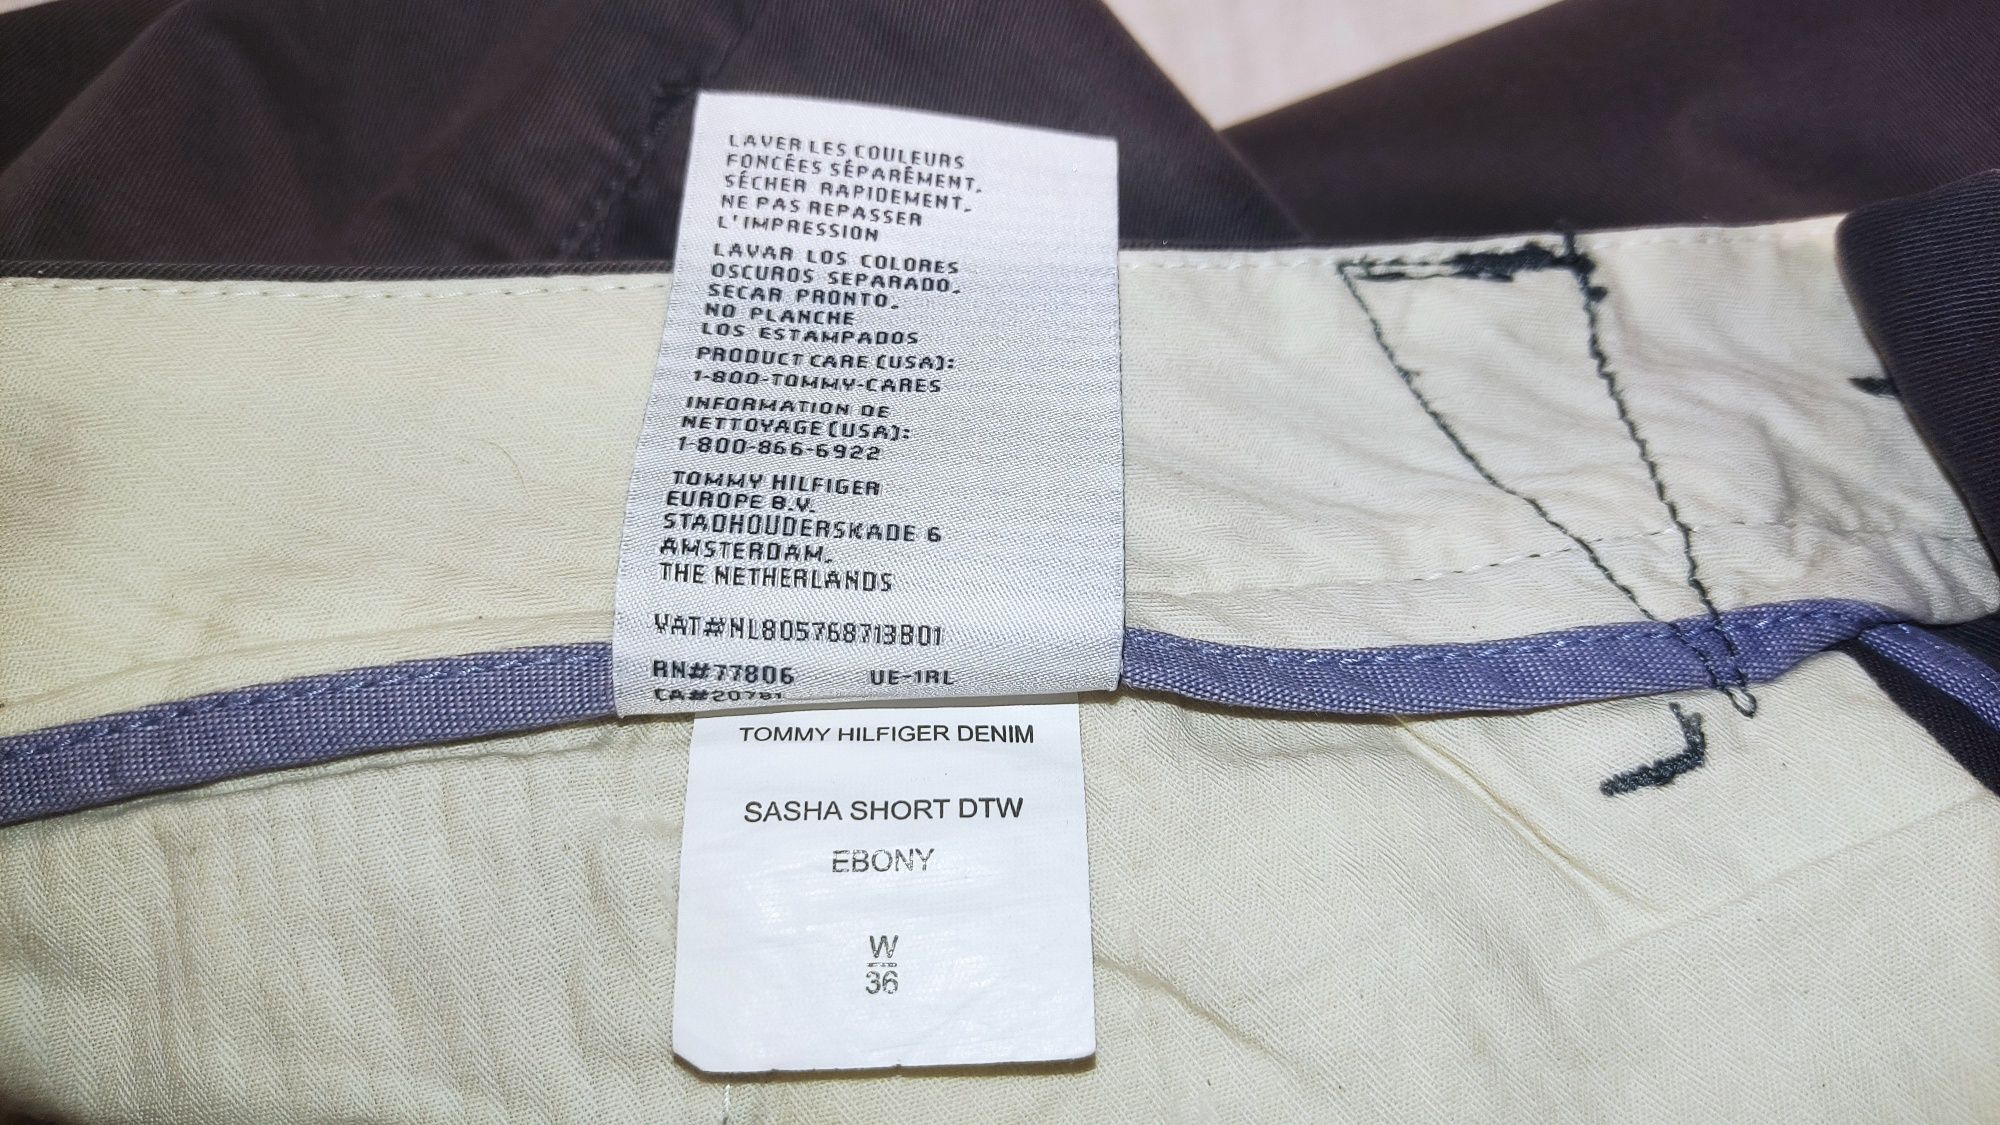 LAVER LES COULEURS
FONCÉES SÉPARÉMENT,
SÉCHER RAPIDEMENT,
NE PAS REPASSER
L'IMPRESSION
LAVAR LOS COLORES
OSCUROS SEPARADO,
SECAR PRONTO,
NO PLANCHE
LOS ESTAMPADOS
PRODUCT CARE (USA):
1-800-TOMMY-CARES
INFORMATION DE
NETTOYAGE (USA):
1-800-866-6922
TOMMY HILFIGER
EUROPE B.V.
STADHOUDERSKADE 6
AMSTERDAM,
THE NETHERLANDS
VAT#NL805768713B01
RN#77806 UE-1RL
CA#20781
TOMMY HILFIGER DENIM
SASHA SHORT DTW
EBONY
W
36